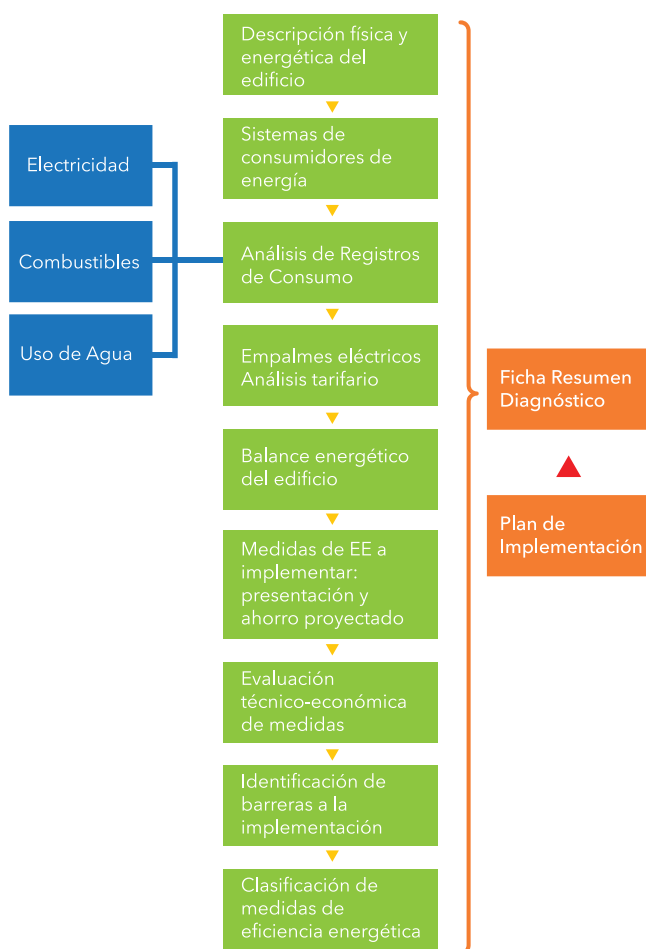 Descripción física y
energética del
edificio
Sistemas de
consumidores de
energía
Electricidad
Combustibles
Uso de Agua
Análisis de Registros
de Consumo
Empalmes eléctricos
Análisis tarifario
Balance energético
del edificio
Medidas de EE a
implementar:
presentación y
ahorro proyectado
Evaluación
técnico-económica
de medidas
Identificación de
barreras a la
implementación
Clasificación de
medidas de
eficiencia energética
Ficha Resumen
Diagnóstico
Plan de
Implementación